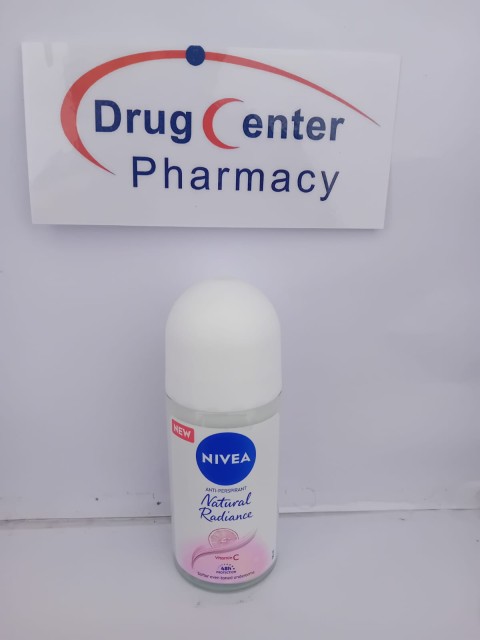 Drug Center
Pharmacy
NEW
NIVEA
ANTI-PERSPIRANT
Natural
Radiance
Vitamin C
48h